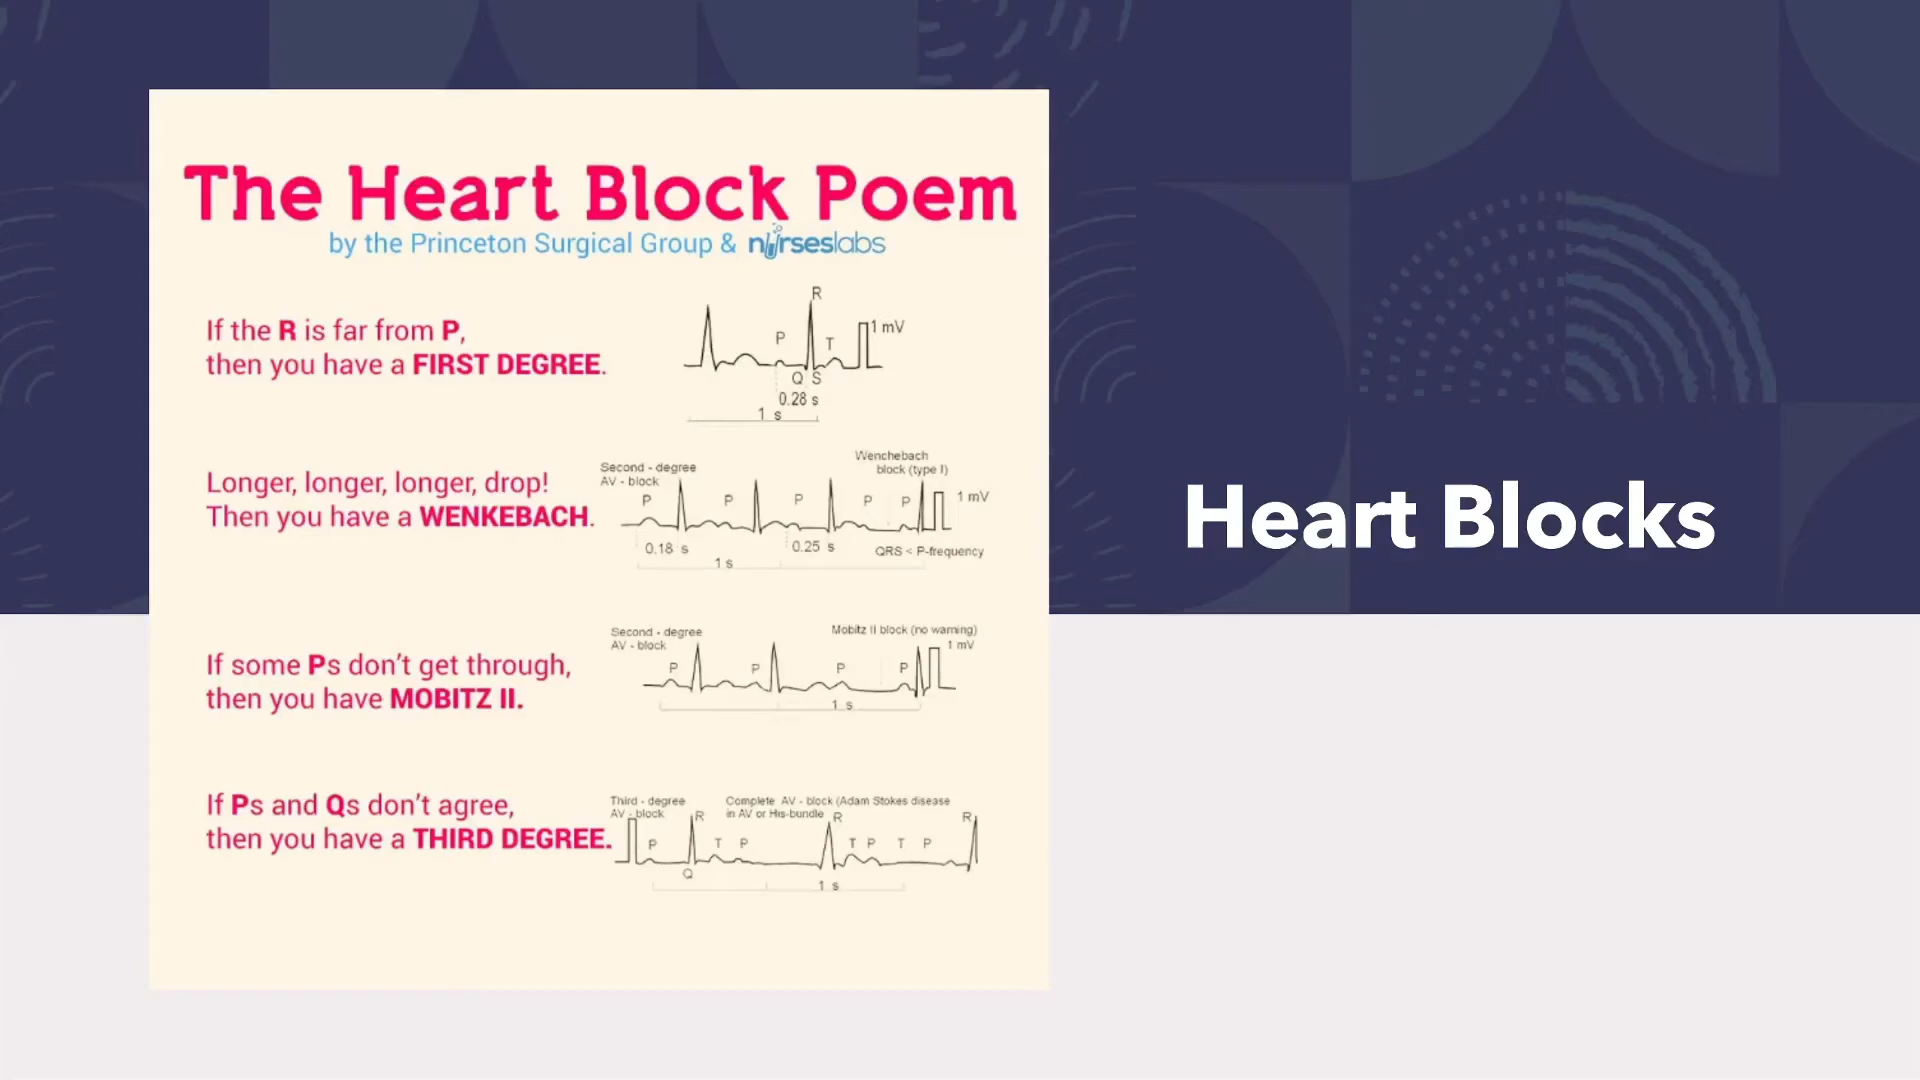 The Heart Block Poem
by the Princeton Surgical Group & nurseslabs
If the R is far from P,
then you have a FIRST DEGREE.
R
P
T
1 mV
Q S
0.28 s
1 s
Longer, longer, longer, drop!
Then you have a WENKEBACH.
Second - degree
AV - block
Wenchebach
block (type I)
P P P P P
1 mV
0.18 s
0.25 s
QRS < P-frequency
1 s
If some Ps don't get through,
then you have MOBITZ II.
Second - degree
AV - block
Mobitz II block (no warning)
1 mV
P P P P
1 s
If Ps and Qs don't agree,
then you have a THIRD DEGREE.
Third - degree
AV - block
Complete AV - block (Adam Stokes disease
in AV or His-bundle
R R R
P T P T P T P
Q
1 s
Heart Blocks